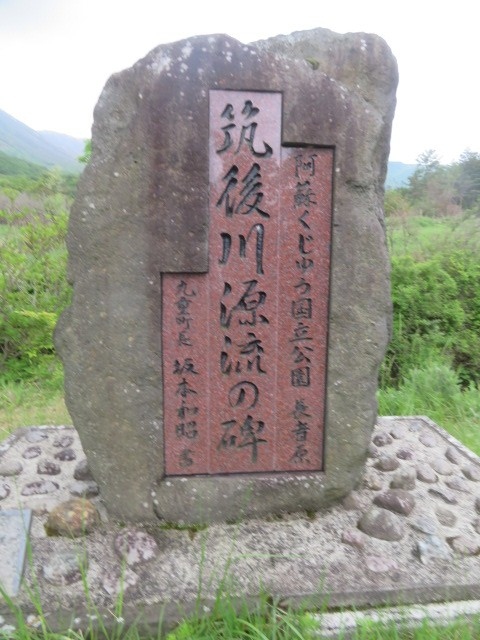 阿蘇くじゅう国立公園 長者原
筑後川源流の碑
九重町長 坂本和昭 書